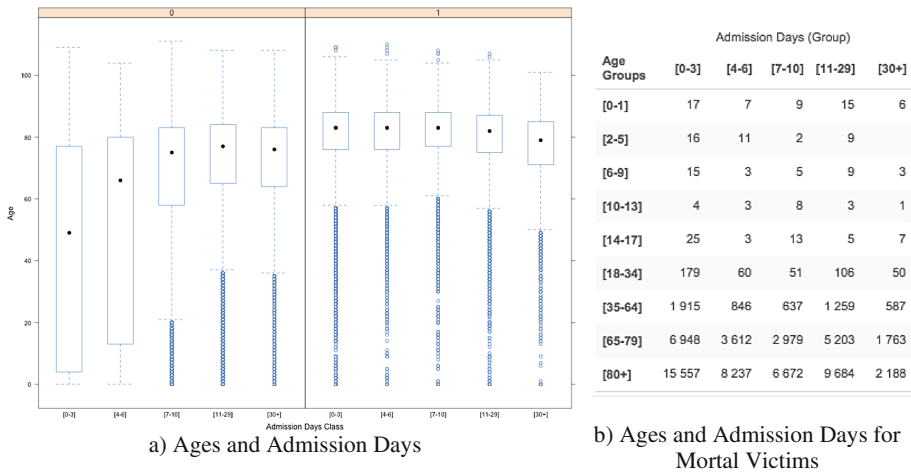 0 1
100
80
60
40
20
0
Age
[0-3] [4-6] [7-10] [11-29] [30+] [0-3] [4-6] [7-10] [11-29] [30+]
Admission Days Class
a) Ages and Admission Days
Admission Days (Group)
Age Groups [0-3] [4-6] [7-10] [11-29] [30+]
[0-1] 17 7 9 15 6
[2-5] 16 11 2 9
[6-9] 15 3 5 9 3
[10-13] 4 3 8 3 1
[14-17] 25 3 13 5 7
[18-34] 179 60 51 106 50
[35-64] 1 915 846 637 1 259 587
[65-79] 6 948 3 612 2 979 5 203 1 763
[80+] 15 557 8 237 6 672 9 684 2 188
b) Ages and Admission Days for
Mortal Victims